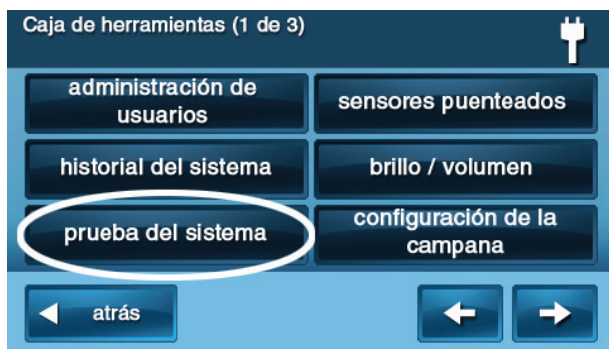 Caja de herramientas (1 de 3)
administración de
usuarios
sensores puenteados
historial del sistema
brillo / volumen
prueba del sistema
configuración de la
campana
atrás